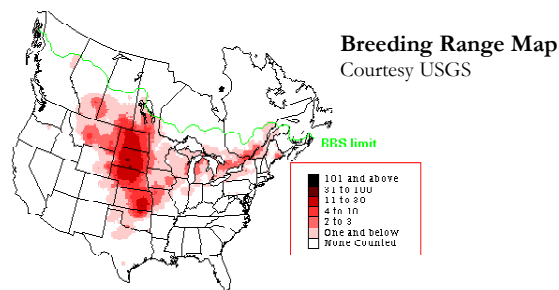 Breeding Range Map
Courtesy USGS
BBS limit
101 and above
31 to 100
11 to 30
4 to 10
2 to 3
One and below
None Counted